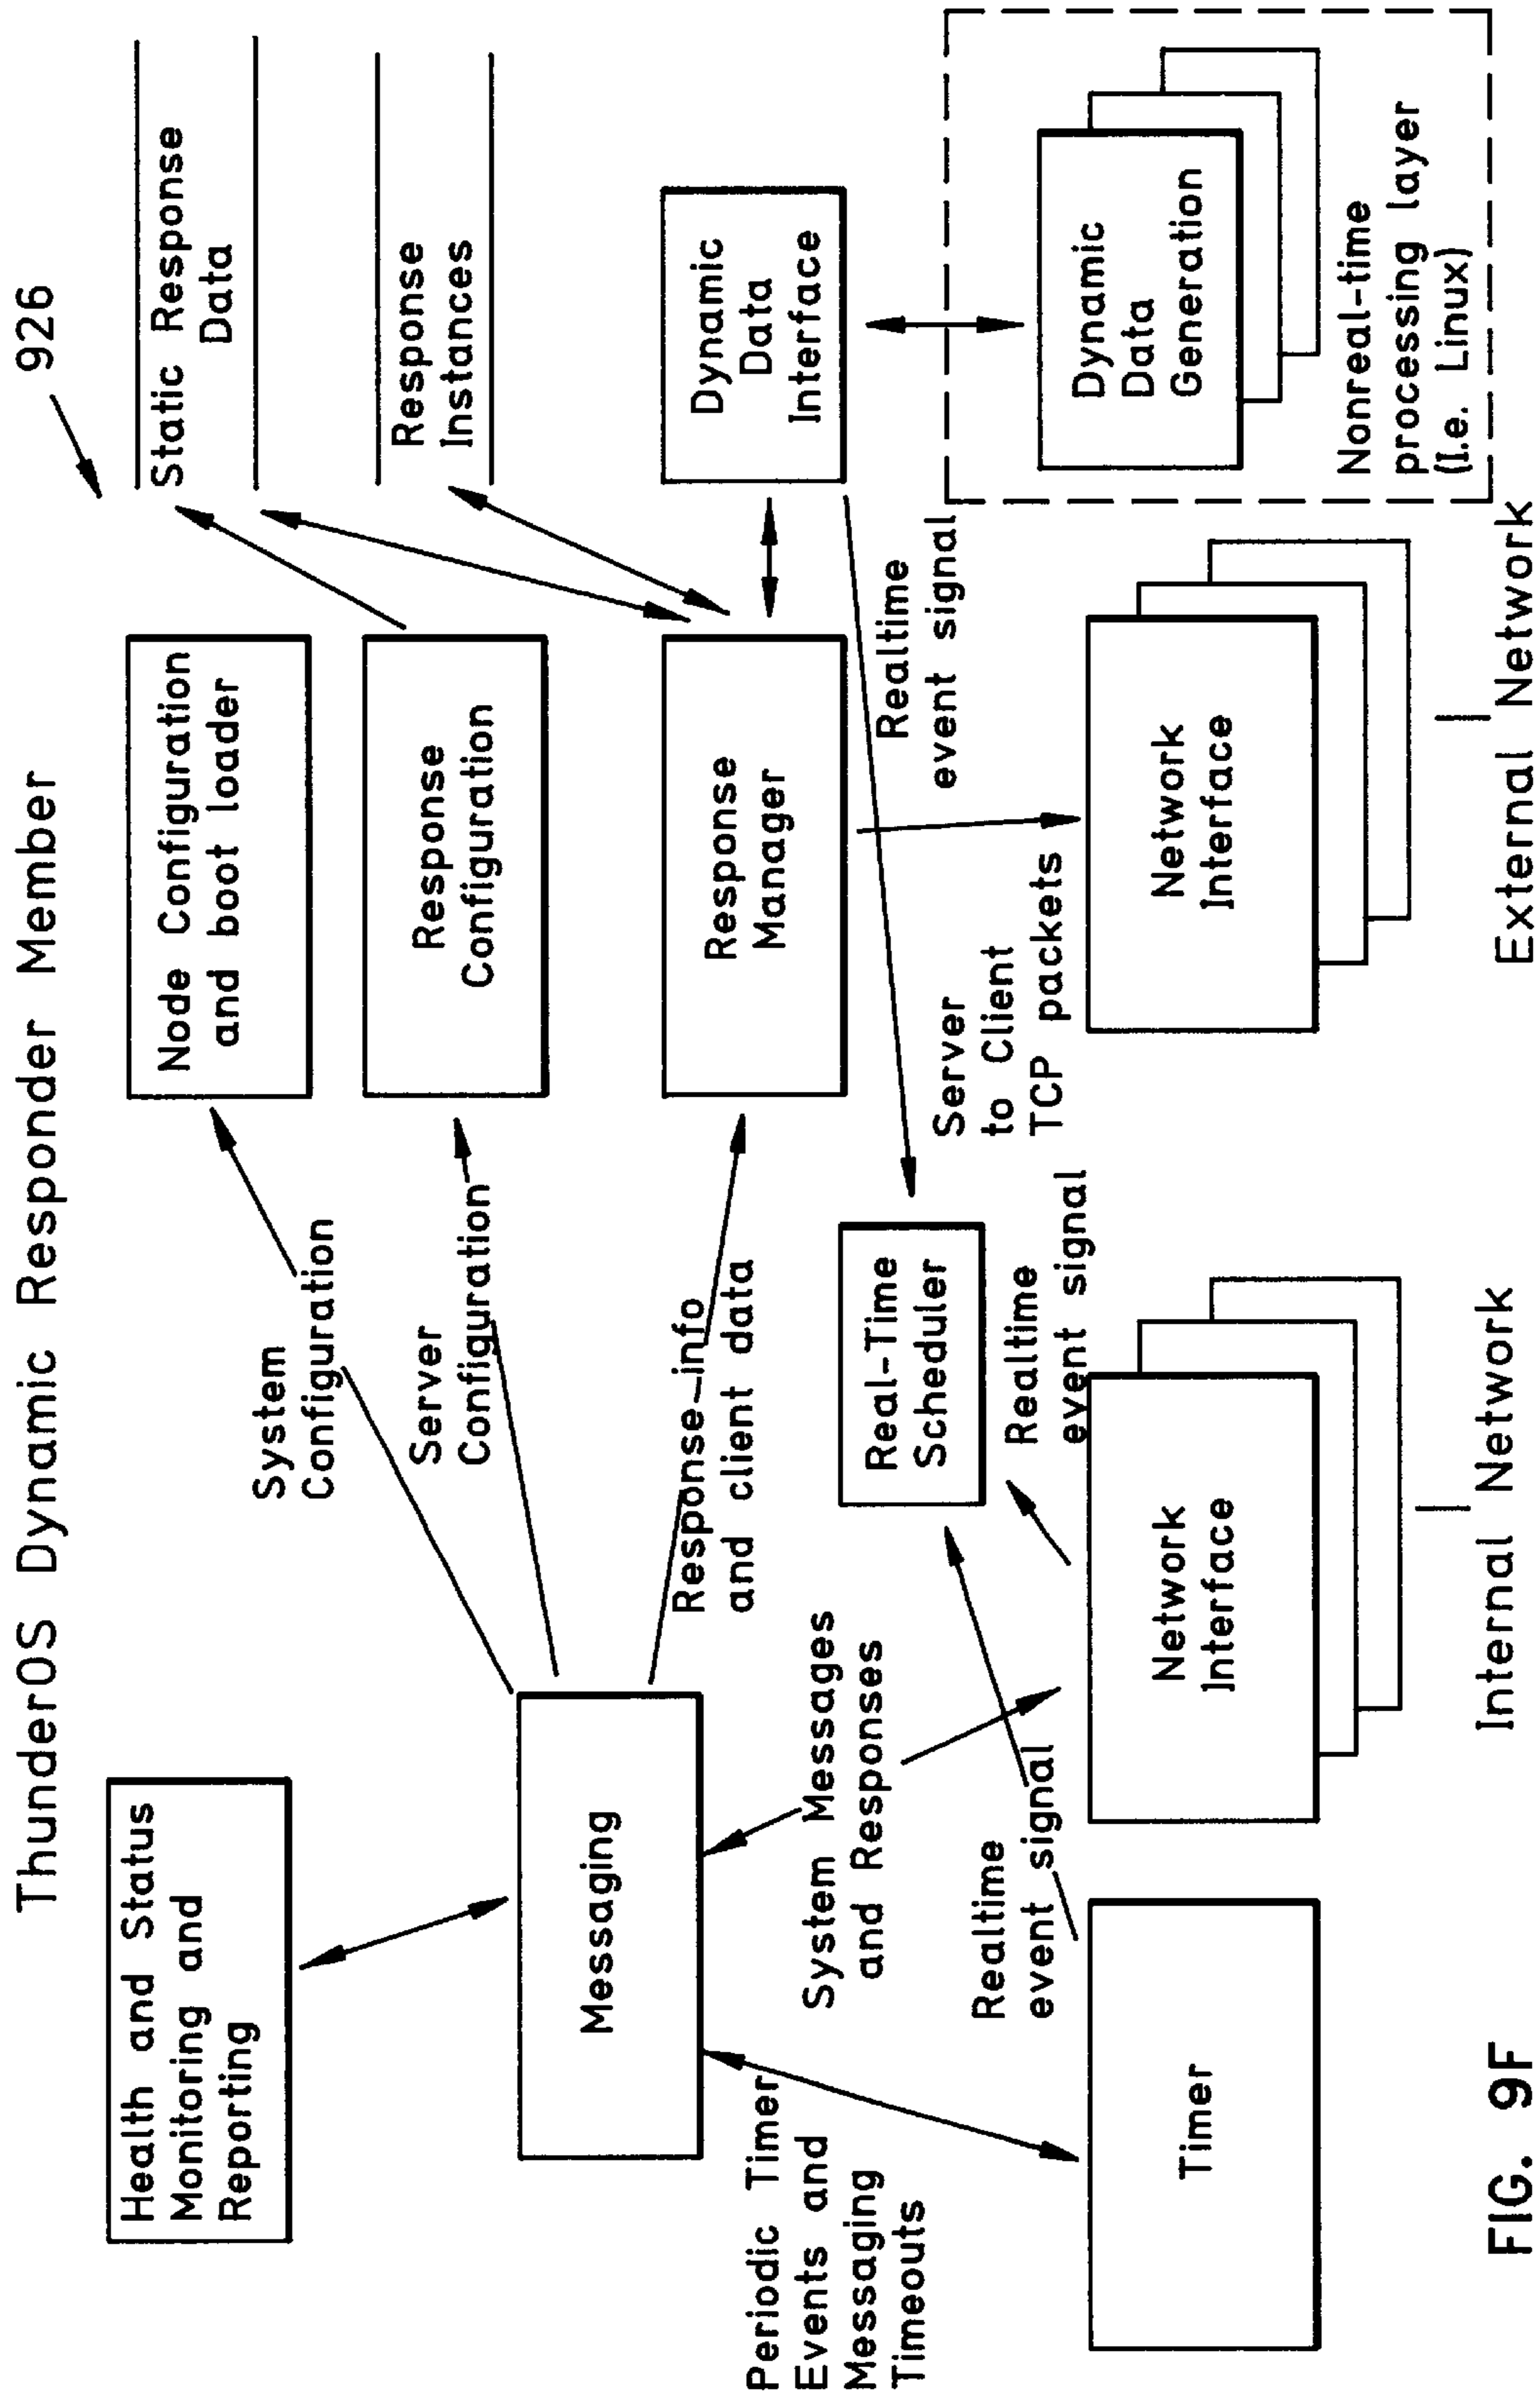 ThunderOS Dynamic Responder Member
926
Health and Status
Monitoring and
Reporting
System
Configuration
Node Configuration
and boot loader
Static Response
Data
Server
Configuration
Response
Configuration
Response
Instances
Messaging
Response-info
and client data
Response
Manager
Dynamic
Data
Interface
Periodic Timer
Events and
Messaging
Timeouts
System Messages
and Responses
Real-Time
Scheduler
Realtime
event signal
Realtime
event signal
Realtime
event signal
Server
to Client
TCP packets
Timer
Network
Interface
Network
Interface
Dynamic
Data
Generation
Nonreal-time
processing layer
(I.e. Linux)
Internal Network
External Network
FIG. 9F